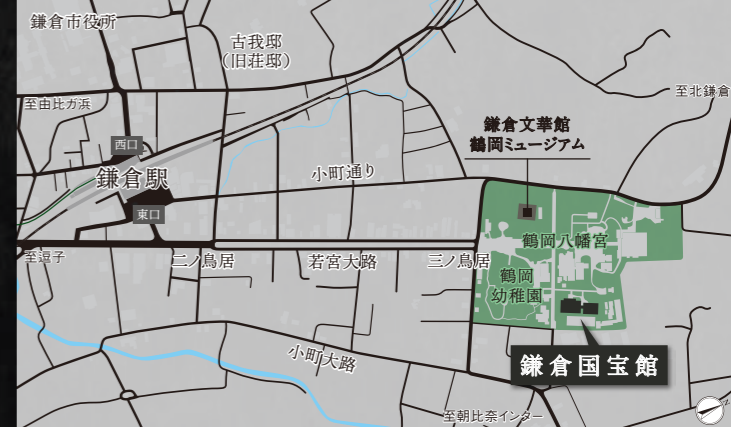 鎌倉市役所
古我邸
（旧荘邸）
至北鎌倉
至由比ガ浜
鎌倉文華館
鶴岡ミュージアム
西口
鎌倉駅
小町通り
東口
鶴岡八幡宮
至逗子
二ノ鳥居
若宮大路
三ノ鳥居
鶴岡
幼稚園
小町大路
鎌倉国宝館
至朝比奈インター
N